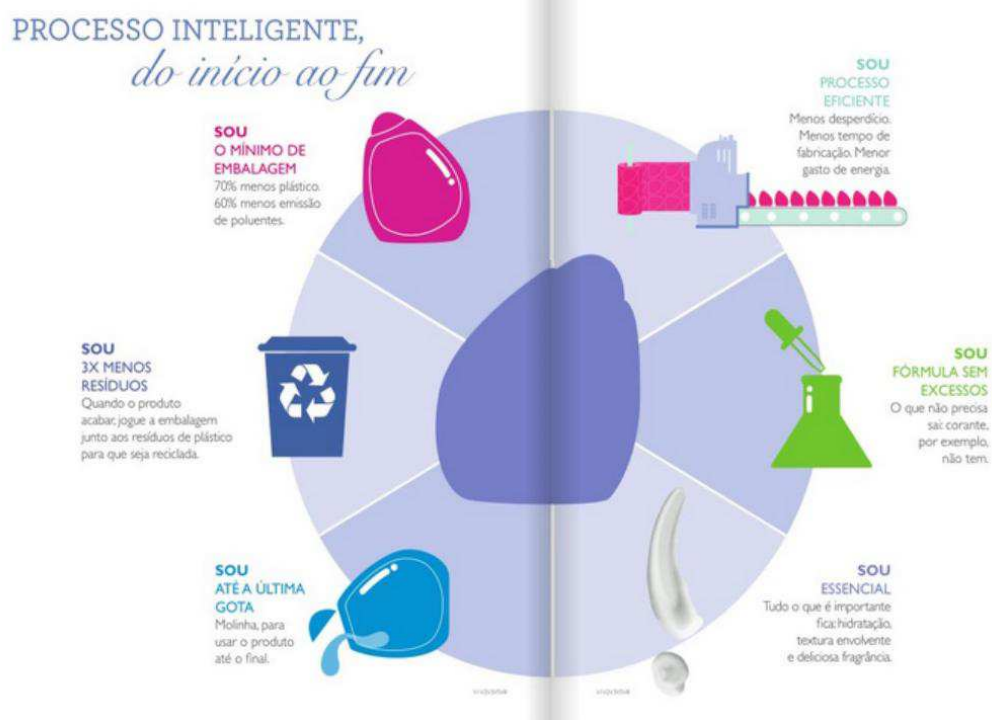 PROCESSO INTELIGENTE,
do início ao fim
SOU
O MÍNIMO DE
EMBALAGEM
70% menos plástico.
60% menos emissão
de poluentes.
SOU
3X MENOS
RESÍDUOS
Quando o produto
acabar, jogue a embalagem
junto aos resíduos de plástico
para que seja reciclada.
SOU
ATÉ A ÚLTIMA
GOTA
Molinha, para
usar o produto
até o final.
SOU
PROCESSO
EFICIENTE
Menos desperdício.
Menos tempo de
fabricação. Menor
gasto de energia.
SOU
FÓRMULA SEM
EXCESSOS
O que não precisa
sai: corante,
por exemplo,
não tem.
SOU
ESSENCIAL
Tudo o que é importante
fica: hidratação,
textura envolvente
e deliciosa fragrância.